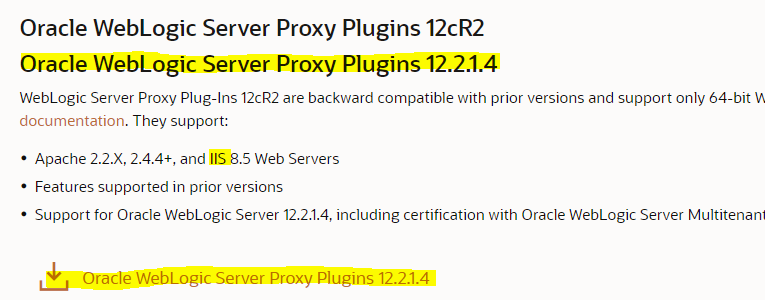 Oracle WebLogic Server Proxy Plugins 12cR2
Oracle WebLogic Server Proxy Plugins 12.2.1.4
WebLogic Server Proxy Plug-Ins 12cR2 are backward compatible with prior versions and support only 64-bit
documentation. They support:
• Apache 2.2.X, 2.4.4+, and IIS 8.5 Web Servers
• Features supported in prior versions
• Support for Oracle WebLogic Server 12.2.1.4, including certification with Oracle WebLogic Server Multitenant
Oracle WebLogic Server Proxy Plugins 12.2.1.4